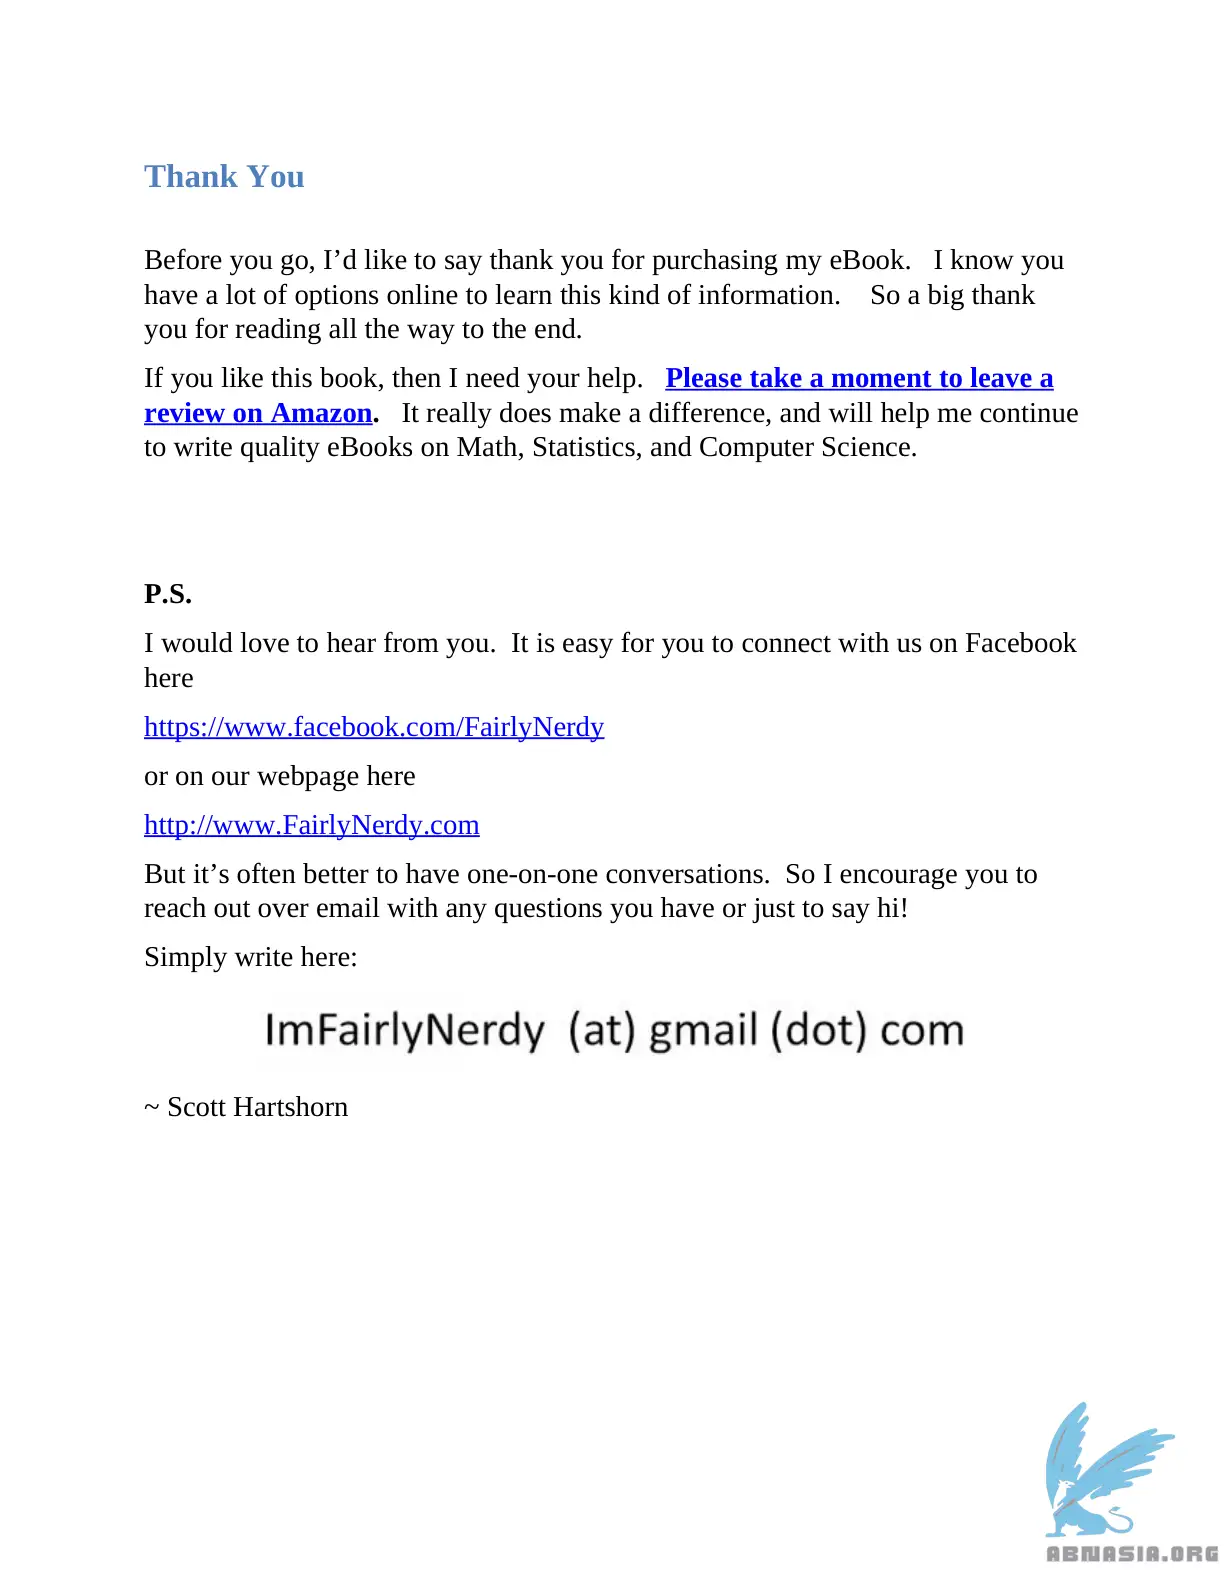 Thank You
Before you go, I’d like to say thank you for purchasing my eBook.   I know you
have a lot of options online to learn this kind of information.    So a big thank
you for reading all the way to the end.
If you like this book, then I need your help.   Please take a moment to leave a
review on Amazon.   It really does make a difference, and will help me continue
to write quality eBooks on Math, Statistics, and Computer Science.
P.S.
I would love to hear from you.  It is easy for you to connect with us on Facebook
here
https://www.facebook.com/FairlyNerdy
or on our webpage here
http://www.FairlyNerdy.com
But it’s often better to have one-on-one conversations.  So I encourage you to
reach out over email with any questions you have or just to say hi!
Simply write here:
ImFairlyNerdy  (at) gmail (dot) com
~ Scott Hartshorn
ABNASIA.ORG